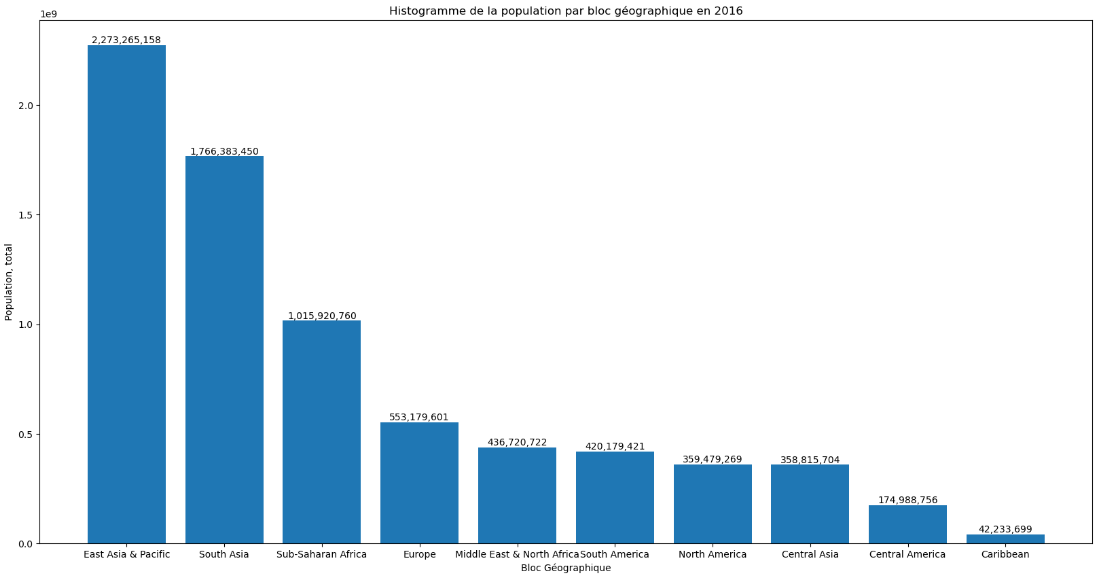 Histogramme de la population par bloc géographique en 2016
1e9
2,273,265,158
2.0
1,766,383,450
1.5
1,015,920,760
1.0
553,179,601
0.5
436,720,722
420,179,421
359,479,269
358,815,704
174,988,756
42,233,699
0.0
Population, total
East Asia & Pacific
South Asia
Sub-Saharan Africa
Europe
Middle East & North Africa
South America
North America
Central Asia
Central America
Caribbean
Bloc Géographique